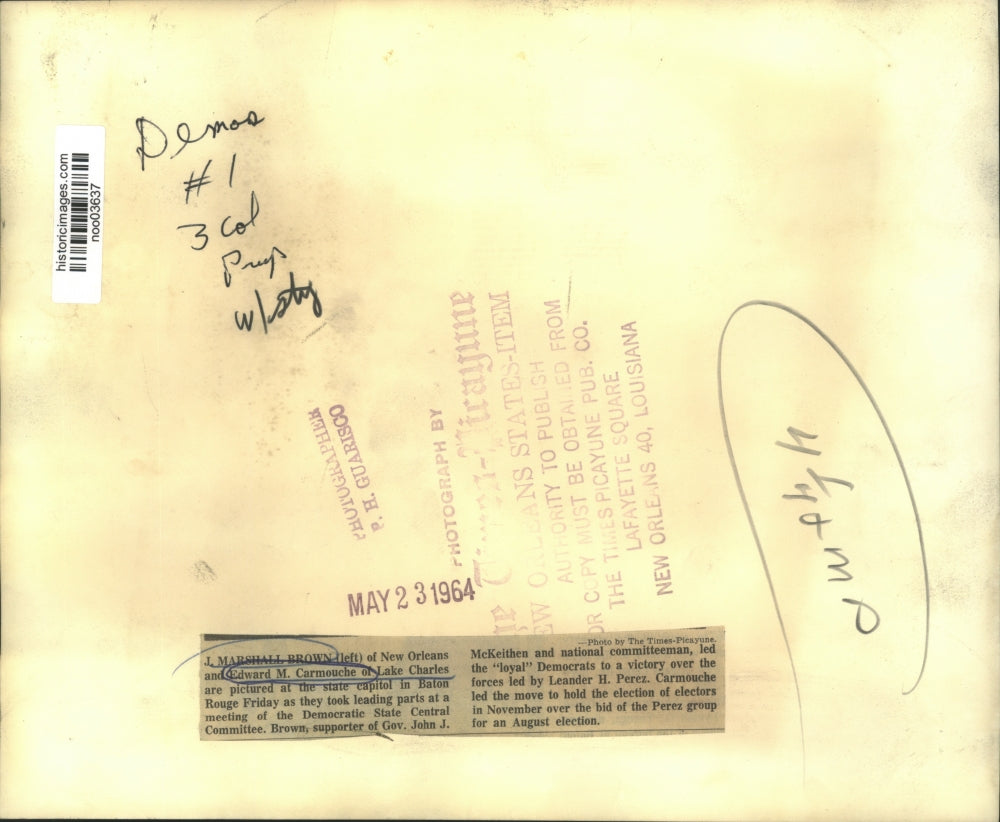 historicimages.com
noo03637
Demos
# 1
3 Col
Prup
w/sty
PHOTOGRAPHER
P. H. GUARISCO
PHOTOGRAPH BY
The Times-Picayune
NEW ORLEANS STATES-ITEM
AUTHORITY TO PUBLISH
OR COPY MUST BE OBTAINED FROM
THE TIMES PICAYUNE PUB. CO.
LAFAYETTE SQUARE
NEW ORLEANS 40, LOUISIANA
MAY 23 1964
—Photo by The Times-Picayune.
J. MARSHALL BROWN (left) of New Orleans
and Edward M. Carmouche of Lake Charles
are pictured at the state capitol in Baton
Rouge Friday as they took leading parts at a
meeting of the Democratic State Central
Committee. Brown, supporter of Gov. John J.
McKeithen and national committeeman, led
the “loyal” Democrats to a victory over the
forces led by Leander H. Perez. Carmouche
led the move to hold the election of electors
in November over the bid of the Perez group
for an August election.